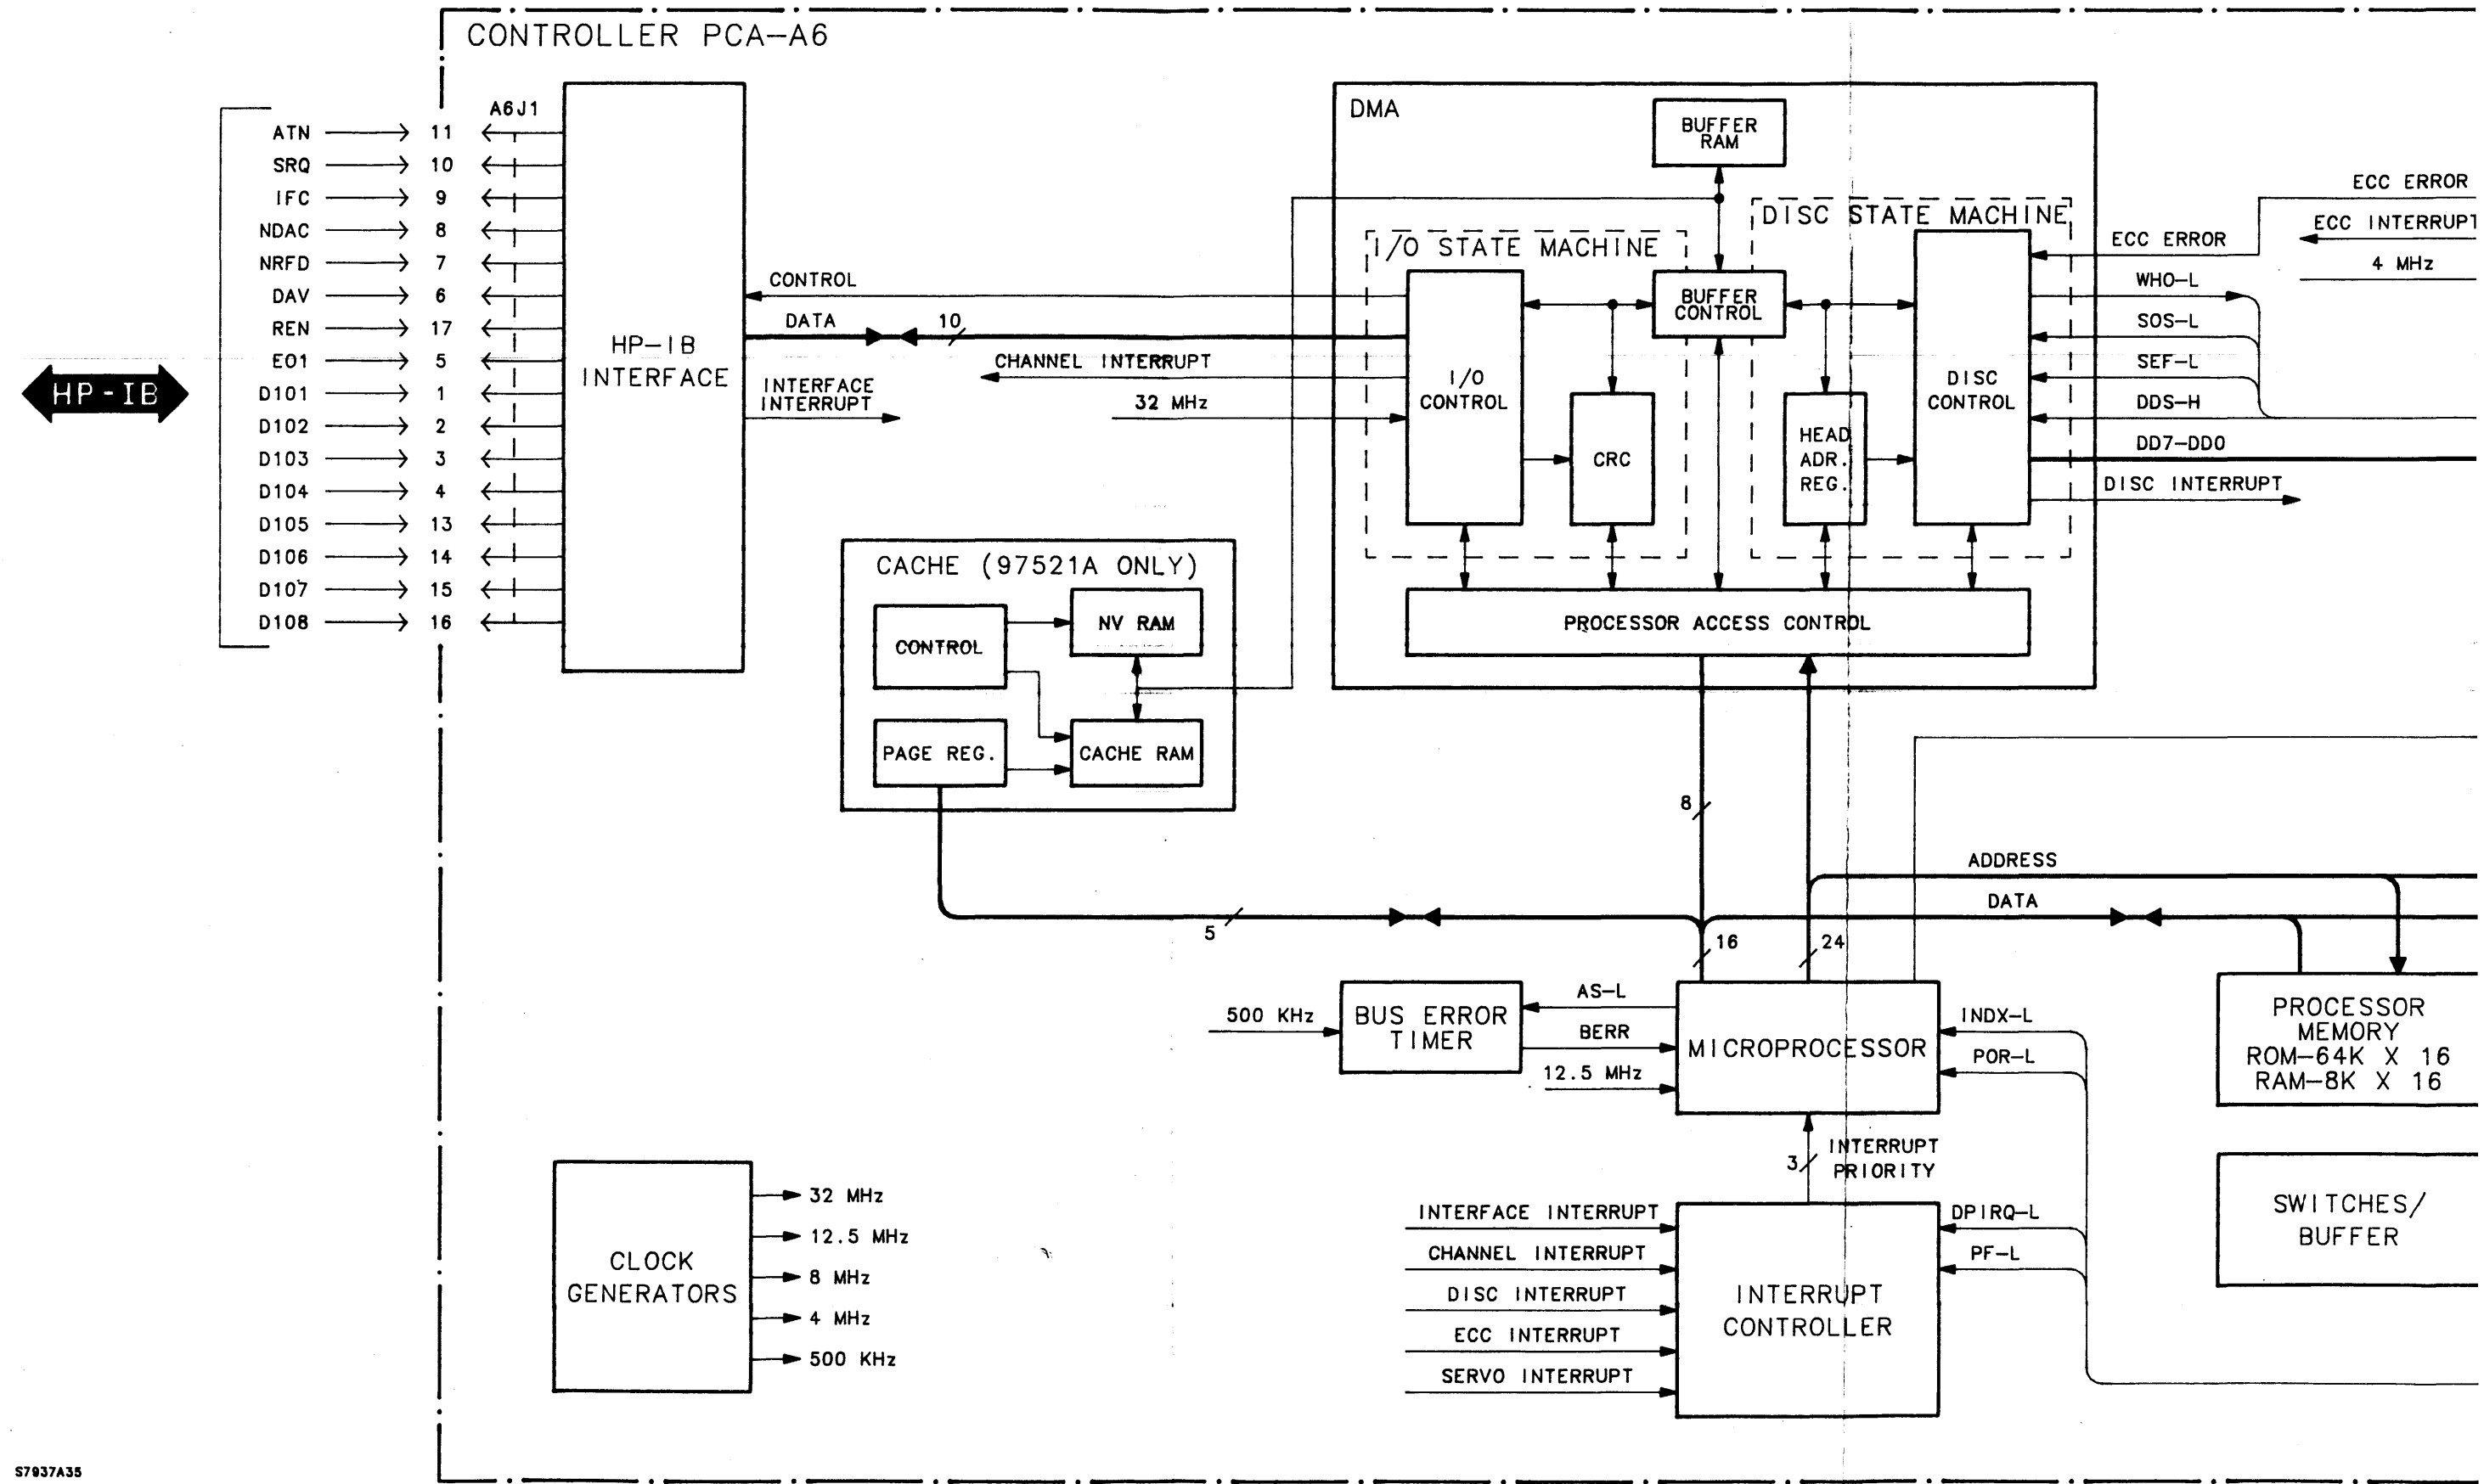 CONTROLLER PCA-A6
HP-IB
A6J1
ATN 11
SRQ 10
IFC 9
NDAC 8
NRFD 7
DAV 6
REN 17
EO1 5
D101 1
D102 2
D103 3
D104 4
D105 13
D106 14
D107 15
D108 16
HP-IB
INTERFACE
CONTROL
DATA
10
CHANNEL INTERRUPT
INTERFACE
INTERRUPT
32 MHz
DMA
BUFFER
RAM
I/O STATE MACHINE
DISC STATE MACHINE
BUFFER
CONTROL
I/O
CONTROL
CRC
HEAD
ADR.
REG.
DISC
CONTROL
PROCESSOR ACCESS CONTROL
ECC ERROR
ECC INTERRUPT
ECC ERROR
4 MHz
WHO-L
SOS-L
SEF-L
DDS-H
DD7-DD0
DISC INTERRUPT
CACHE (97521A ONLY)
CONTROL
NV RAM
PAGE REG.
CACHE RAM
8
ADDRESS
DATA
5
16
24
500 KHz
BUS ERROR
TIMER
AS-L
BERR
12.5 MHz
MICROPROCESSOR
INDX-L
POR-L
PROCESSOR
MEMORY
ROM-64K X 16
RAM-8K X 16
3
INTERRUPT
PRIORITY
CLOCK
GENERATORS
32 MHz
12.5 MHz
8 MHz
4 MHz
500 KHz
INTERFACE INTERRUPT
CHANNEL INTERRUPT
DISC INTERRUPT
ECC INTERRUPT
SERVO INTERRUPT
INTERRUPT
CONTROLLER
DPIRQ-L
PF-L
SWITCHES/
BUFFER
S7937A35